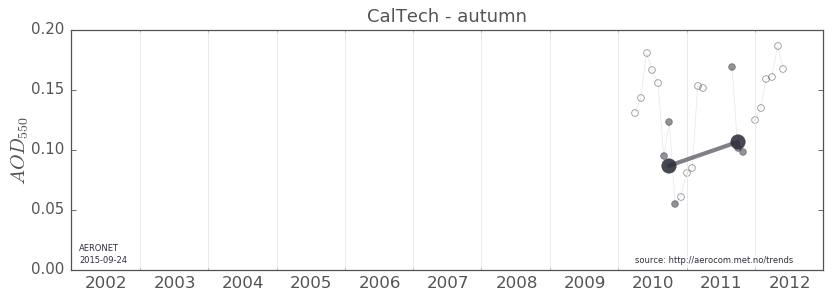 CalTech - autumn
0.20
0.15
0.10
0.05
0.00
AOD550
AERONET
2015-09-24
source: http://aerocom.met.no/trends
2002 2003 2004 2005 2006 2007 2008 2009 2010 2011 2012